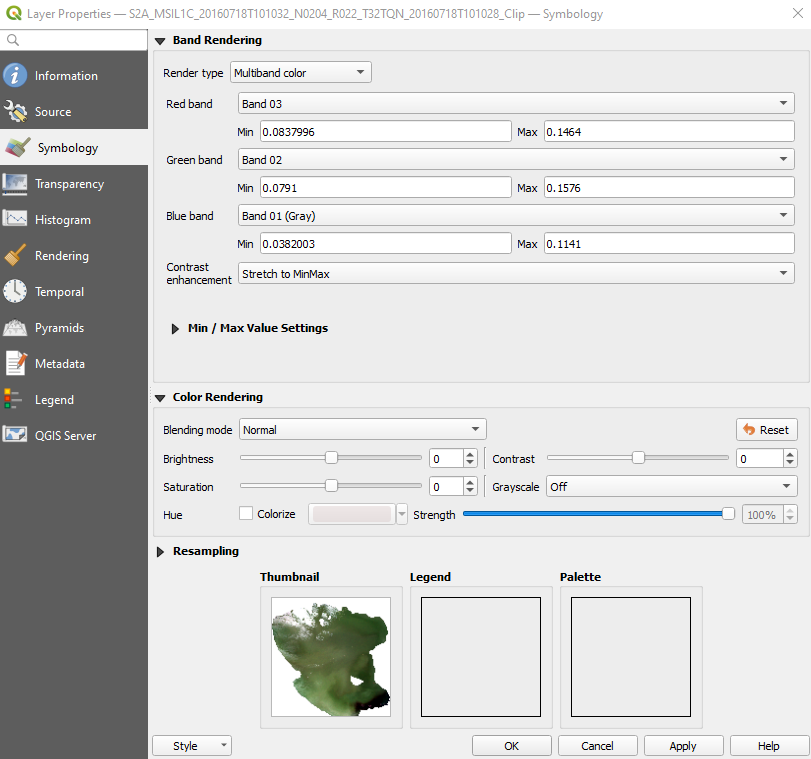 Layer Properties — S2A_MSIL1C_20160718T101032_N0204_R022_T32TQN_20160718T101028_Clip — Symbology
Information
Source
Symbology
Transparency
Histogram
Rendering
Temporal
Pyramids
Metadata
Legend
QGIS Server
Band Rendering
Render type Multiband color
Red band Band 03
Min 0.0837996 Max 0.1464
Green band Band 02
Min 0.0791 Max 0.1576
Blue band Band 01 (Gray)
Min 0.0382003 Max 0.1141
Contrast
enhancement Stretch to MinMax
Min / Max Value Settings
Color Rendering
Blending mode Normal Reset
Brightness 0 Contrast 0
Saturation 0 Grayscale Off
Hue Colorize Strength 100%
Resampling
Thumbnail Legend Palette
Style OK Cancel Apply Help